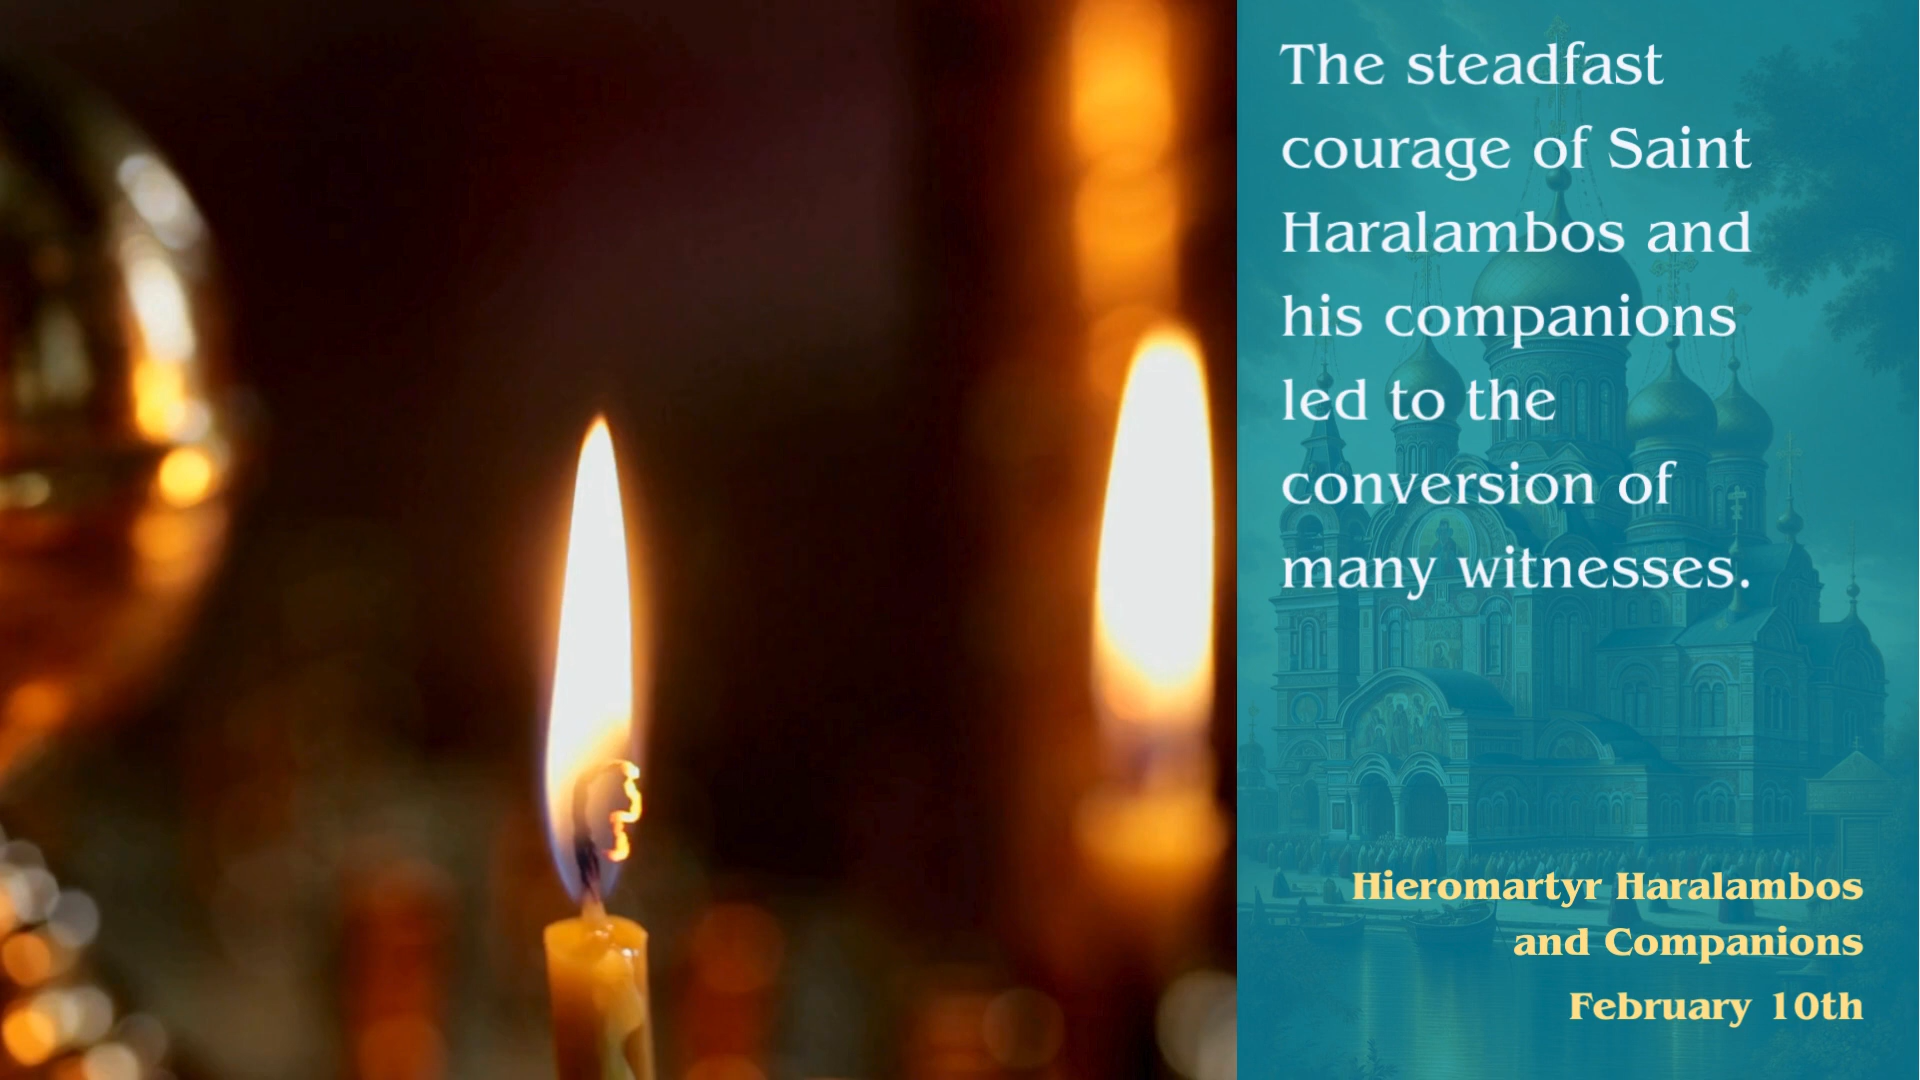 The steadfast
courage of Saint
Haralambos and
his companions
led to the
conversion of
many witnesses.
Hieromartyr Haralambos
and Companions
February 10th